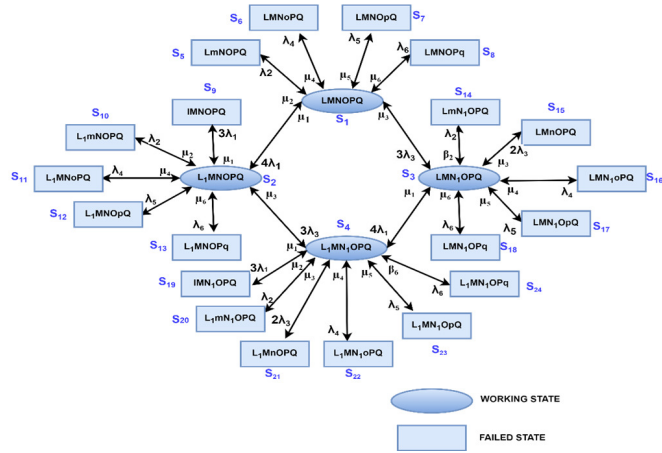 S₆ LMNoPQ LMNOpQ S₇
S₅ LmNOPQ λ₄ λ₅ LMNOPq S₈
λ2 μ₄ μ₅ λ₆
S₉ μ₂ μ₆ S₁₄
lMNOPQ LMNOPQ LmN₁OPQ
S₁₀ μ₁ S₁ μ₃ S₁₅
L₁mNOPQ λ₂ 3λ₁ λ₂ LMnOPQ
μ₂ μ₁ 4λ₁ 3λ₃ β₂ 2λ₃ μ₃
S₁₁ L₁MNoPQ λ₄ μ₄ L₁MNOPQ S₂ S₃ LMN₁OPQ μ₄ LMN₁oPQ S₁₆
S₁₂ L₁MNOpQ λ₅ μ₆ μ₃ μ₁ μ₆ μ₅ λ₄
λ₆ S₄ λ₆ λ₅ LMN₁OpQ S₁₇
S₁₃ L₁MNOPq 3λ₃ 4λ₁ LMN₁OPq S₁₈
μ₁ L₁MN₁OPQ
S₁₉ lMN₁OPQ 3λ₁ μ₂ μ₃ μ₄ μ₅ β₆ L₁MN₁OPq S₂₄
λ₂ λ₆
S₂₀ L₁mN₁OPQ 2λ₃ λ₅
λ₄ L₁MN₁OpQ
L₁MnOPQ L₁MN₁oPQ S₂₃
S₂₁ S₂₂
WORKING STATE
FAILED STATE